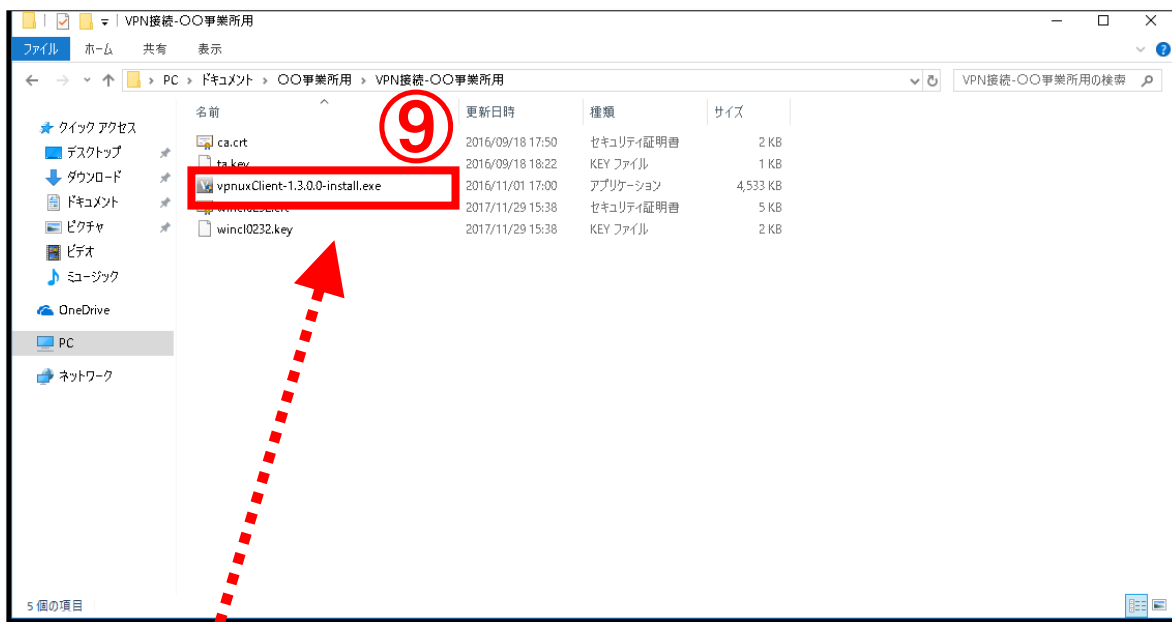 VPN接続-〇〇事業所用
ファイル ホーム 共有 表示
PC › ドキュメント › 〇〇事業所用 › VPN接続-〇〇事業所用
VPN接続-〇〇事業所用の検索
名前 更新日時 種類 サイズ
⑨
ca.crt 2016/09/18 17:50 セキュリティ証明書 2 KB
ta.key 2016/09/18 18:22 KEY ファイル 1 KB
vpnuxClient-1.3.0.0-install.exe 2016/11/01 17:00 アプリケーション 4,533 KB
wincl0232.crt 2017/11/29 15:38 セキュリティ証明書 5 KB
wincl0232.key 2017/11/29 15:38 KEY ファイル 2 KB
クイック アクセス
デスクトップ
ダウンロード
ドキュメント
ピクチャ
ビデオ
ミュージック
OneDrive
PC
ネットワーク
5 個の項目